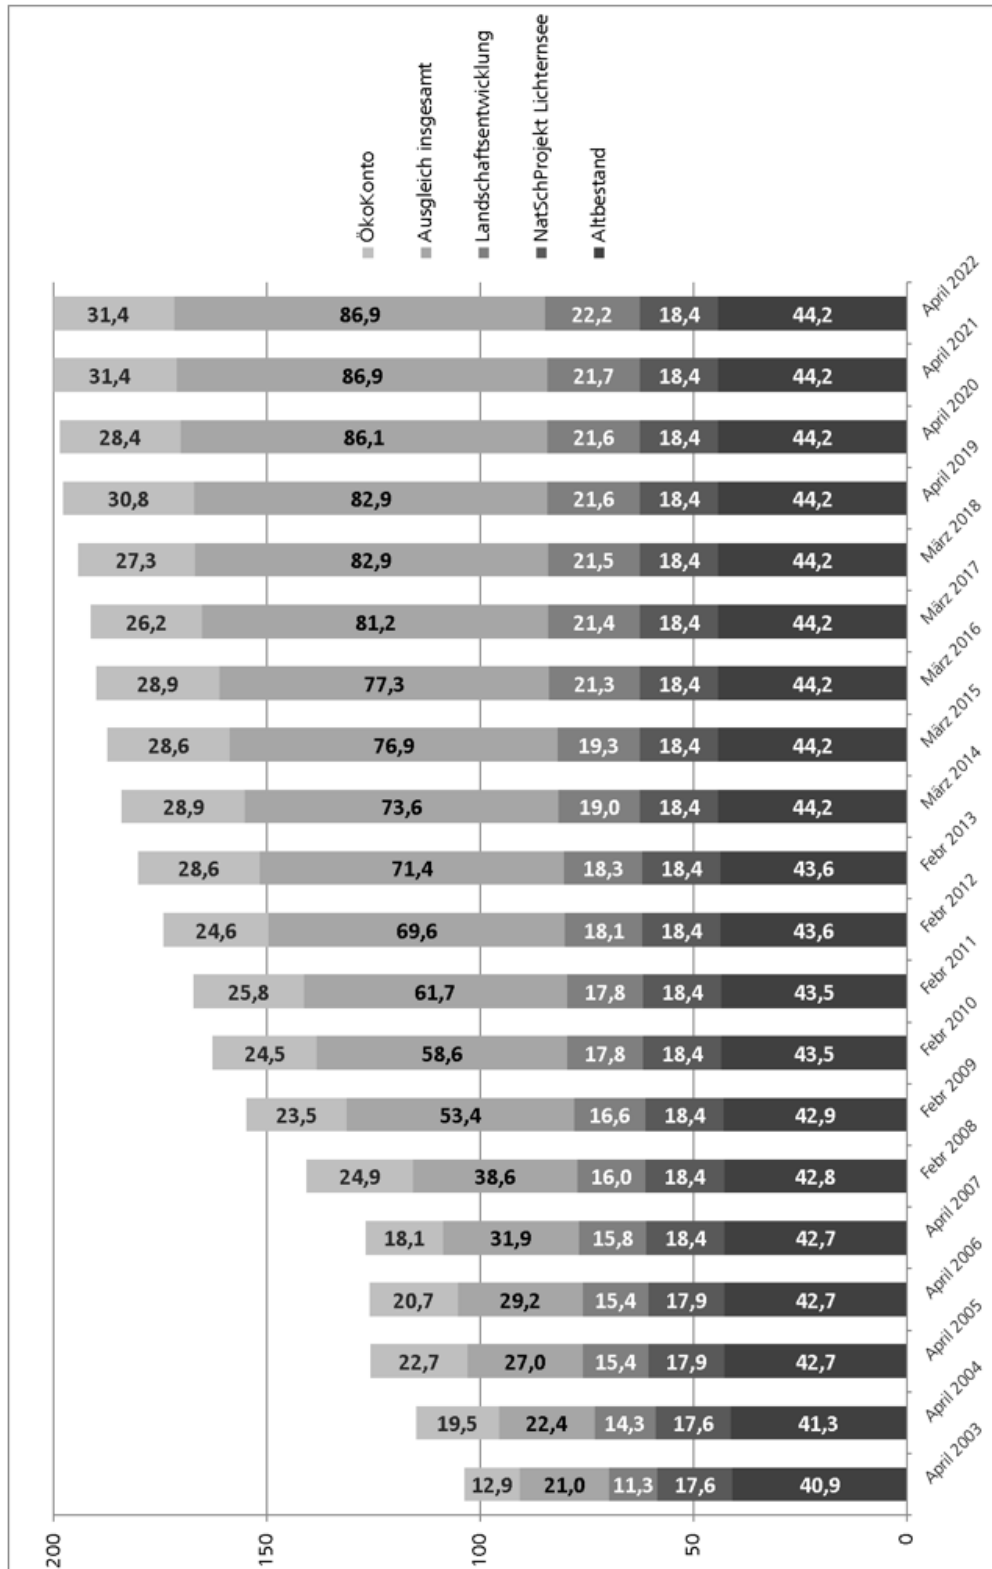 ÖkoKonto
Ausgleich insgesamt
Landschaftsentwicklung
NatSchProjekt Lichternsee
Altbestand
200
150
100
50
0
31,4 86,9 22,2 18,4 44,2 April 2022
31,4 86,9 21,7 18,4 44,2 April 2021
28,4 86,1 21,6 18,4 44,2 April 2020
30,8 82,9 21,6 18,4 44,2 April 2019
27,3 82,9 21,5 18,4 44,2 März 2018
26,2 81,2 21,4 18,4 44,2 März 2017
28,9 77,3 21,3 18,4 44,2 März 2016
28,6 76,9 19,3 18,4 44,2 März 2015
28,9 73,6 19,0 18,4 44,2 März 2014
28,6 71,4 18,3 18,4 43,6 Febr 2013
24,6 69,6 18,1 18,4 43,6 Febr 2012
25,8 61,7 17,8 18,4 43,5 Febr 2011
24,5 58,6 17,8 18,4 43,5 Febr 2010
23,5 53,4 16,6 18,4 42,9 Febr 2009
24,9 38,6 16,0 18,4 42,8 Febr 2008
18,1 31,9 15,8 18,4 42,7 April 2007
20,7 29,2 15,4 17,9 42,7 April 2006
22,7 27,0 15,4 17,9 42,7 April 2005
19,5 22,4 14,3 17,6 41,3 April 2004
12,9 21,0 11,3 17,6 40,9 April 2003